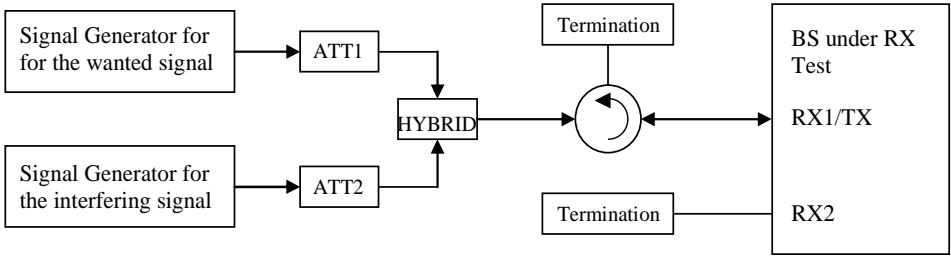 Signal Generator for
for the wanted signal
ATT1
HYBRID
Signal Generator for
the interfering signal
ATT2
Termination
Termination
BS under RX
Test
RX1/TX
RX2